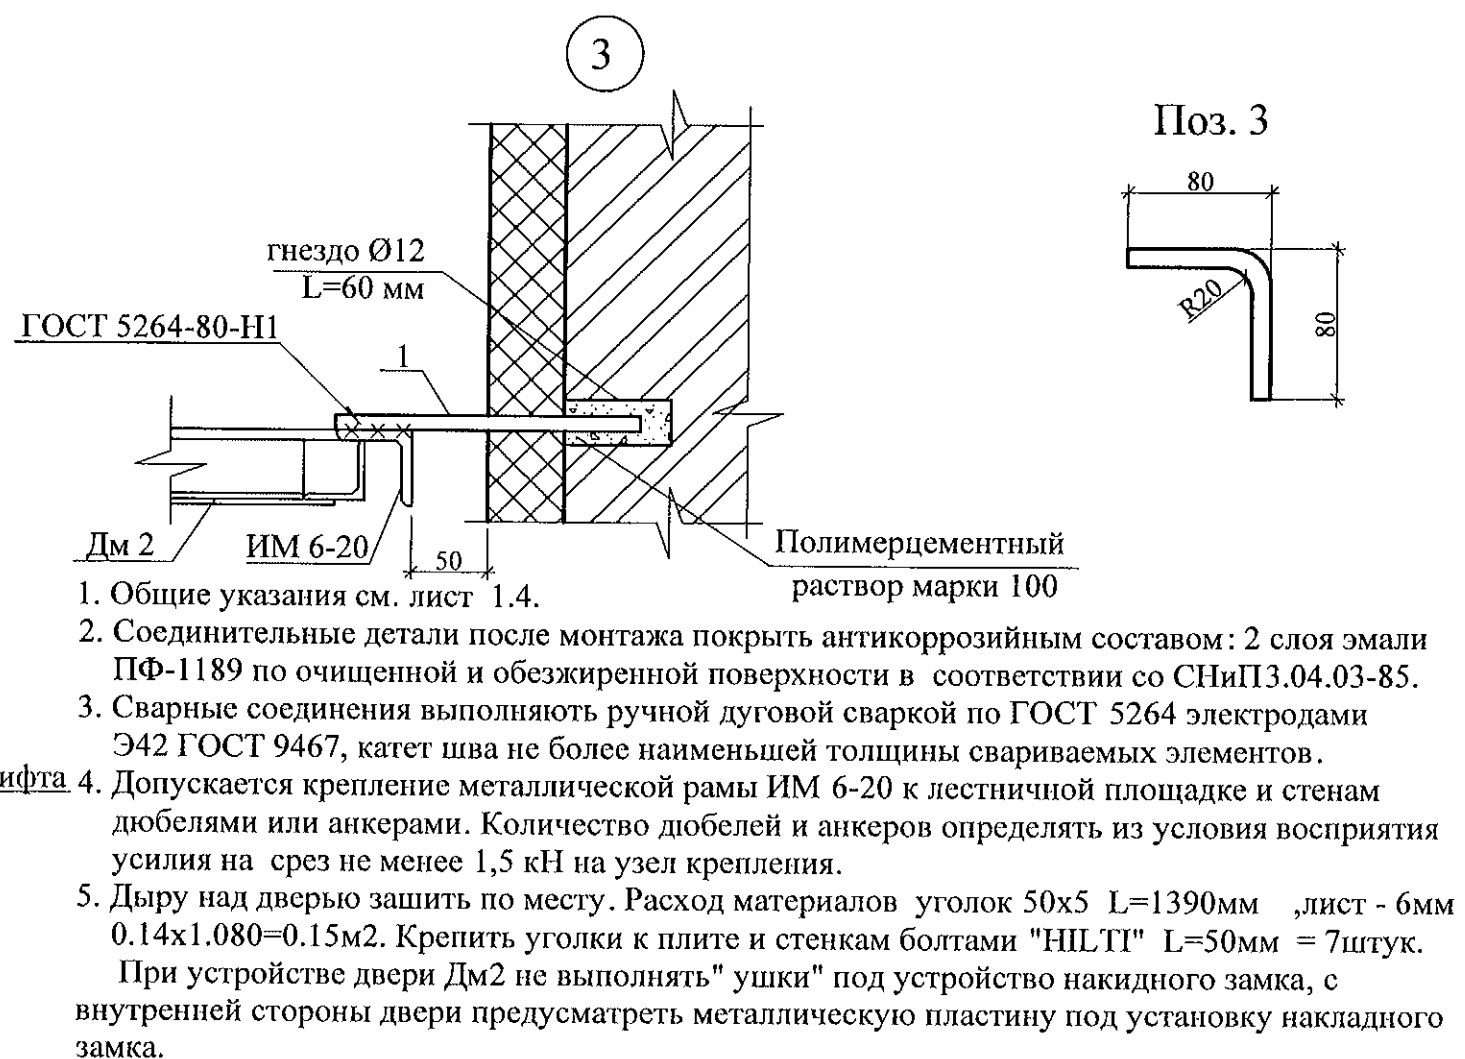 3
Поз. 3
80
гнездо Ø12
L=60 мм
R20
80
ГОСТ 5264-80-Н1
1
Дм 2
ИМ 6-20
50
Полимерцементный
раствор марки 100
1. Общие указания см. лист 1.4.
2. Соединительные детали после монтажа покрыть антикоррозийным составом: 2 слоя эмали
ПФ-1189 по очищенной и обезжиренной поверхности в соответствии со СНиП3.04.03-85.
3. Сварные соединения выполняють ручной дуговой сваркой по ГОСТ 5264 электродами
Э42 ГОСТ 9467, катет шва не более наименьшей толщины свариваемых элементов.
ифта
4. Допускается крепление металлической рамы ИМ 6-20 к лестничной площадке и стенам
дюбелями или анкерами. Количество дюбелей и анкеров определять из условия восприятия
усилия на срез не менее 1,5 кН на узел крепления.
5. Дыру над дверью зашить по месту. Расход материалов уголок 50х5 L=1390мм ,лист - 6мм
0.14х1.080=0.15м2. Крепить уголки к плите и стенкам болтами "HILTI" L=50мм = 7штук.
При устройстве двери Дм2 не выполнять" ушки" под устройство накидного замка, с
внутренней стороны двери предусматреть металлическую пластину под установку накладного
замка.